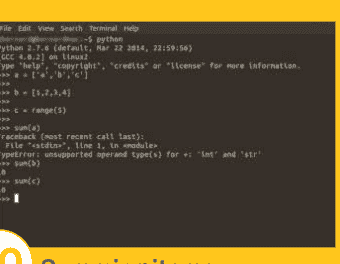 File Edit View Search Terminal Help
:~$ python
Python 2.7.6 (default, Mar 22 2014, 22:59:56)
[GCC 4.8.2] on linux2
Type "help", "copyright", "credits" or "license" for more information.
>>> a = ['a','b','c']
>>>
>>> b = [1,2,3,4]
>>>
>>> c = range(5)
>>>
>>> sum(a)
Traceback (most recent call last):
File "<stdin>", line 1, in <module>
TypeError: unsupported operand type(s) for +: 'int' and 'str'
>>> sum(b)
10
>>> sum(c)
10
>>>